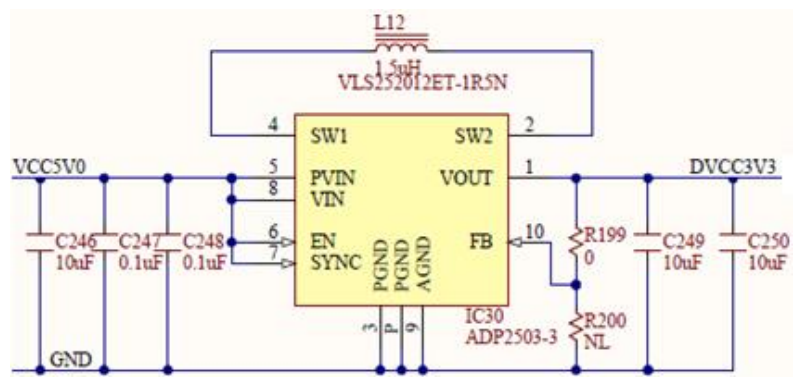 L12
1.5uH
VLS252012ET-1R5N
4 SW1 SW2 2
VCC5V0 5 PVIN VOUT 1 DVCC3V3
8 VIN
6 EN FB 10
7 SYNC
C246 10uF
C247 0.1uF
C248 0.1uF
PGND PGND AGND
3 P 9
R199 0
C249 10uF
C250 10uF
IC30
ADP2503-3
R200 NL
GND